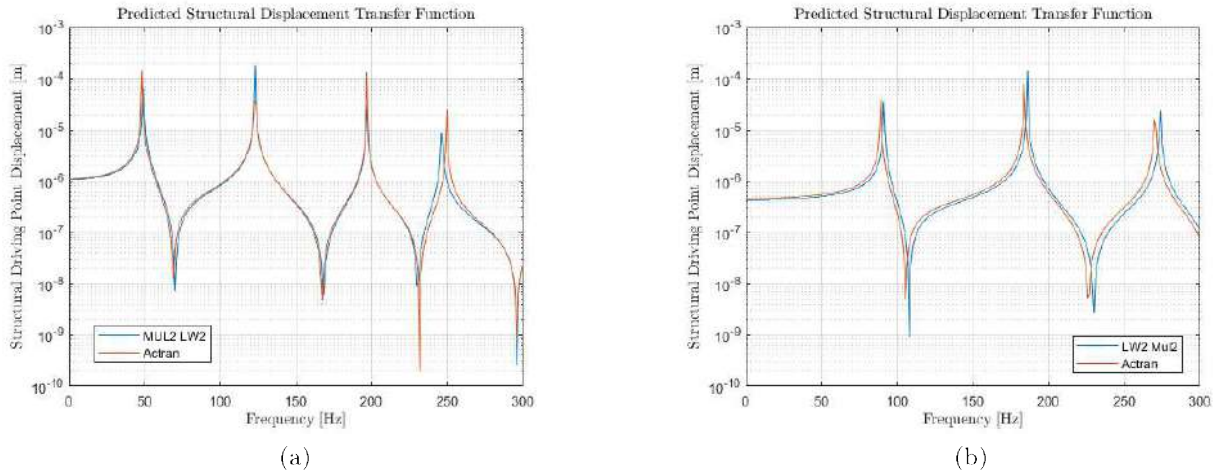 Predicted Structural Displacement Transfer Function
Structural Driving Point Displacement [m]
10^-3
10^-4
10^-5
10^-6
10^-7
10^-8
10^-9
10^-10
MUL2 LW2
Actran
0 50 100 150 200 250 300
Frequency [Hz]
(a)
Predicted Structural Displacement Transfer Function
Structural Driving Point Displacement [m]
10^-3
10^-4
10^-5
10^-6
10^-7
10^-8
10^-9
10^-10
LW2 Mul2
Actran
0 50 100 150 200 250 300
Frequency [Hz]
(b)